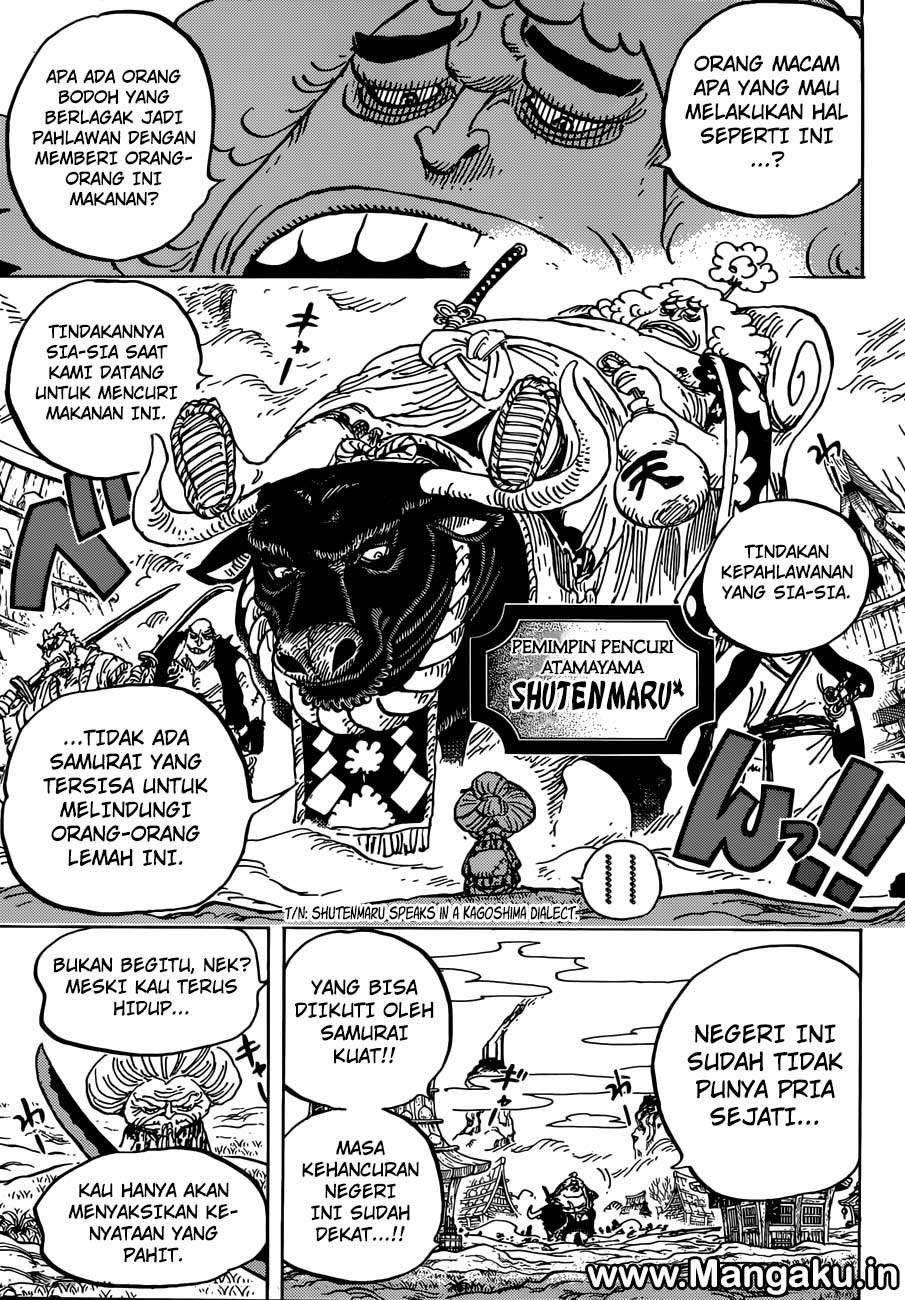 ORANG MACAM
APA YANG MAU
MELAKUKAN HAL
SEPERTI INI
...?
APA ADA ORANG
BODOH YANG
BERLAGAK JADI
PAHLAWAN DENGAN
MEMBERI ORANG-
ORANG INI
MAKANAN?
TINDAKANNYA
SIA-SIA SAAT
KAMI DATANG
UNTUK MENCURI
MAKANAN INI.
天
TINDAKAN
KEPAHLAWANAN
YANG SIA-SIA.
PEMIMPIN PENCURI
ATAMAYAMA
SHUTENMARU*
べ
んっ!!
...TIDAK ADA
SAMURAI YANG
TERSISA UNTUK
MELINDUNGI
ORANG-ORANG
LEMAH INI.
T/N: SHUTENMARU SPEAKS IN A KAGOSHIMA DIALECT.
NEGERI INI
SUDAH TIDAK
PUNYA PRIA
SEJATI...
YANG BISA
DIIKUTI OLEH
SAMURAI
KUAT!!
MASA
KEHANCURAN
NEGERI
INI SUDAH
DEKAT...!!
BUKAN BEGITU, NEK?
MESKI KAU TERUS
HIDUP...
KAU HANYA AKAN
MENYAKSIKAN KE-
NYATAAN YANG
PAHIT.
www.Mangaku.in